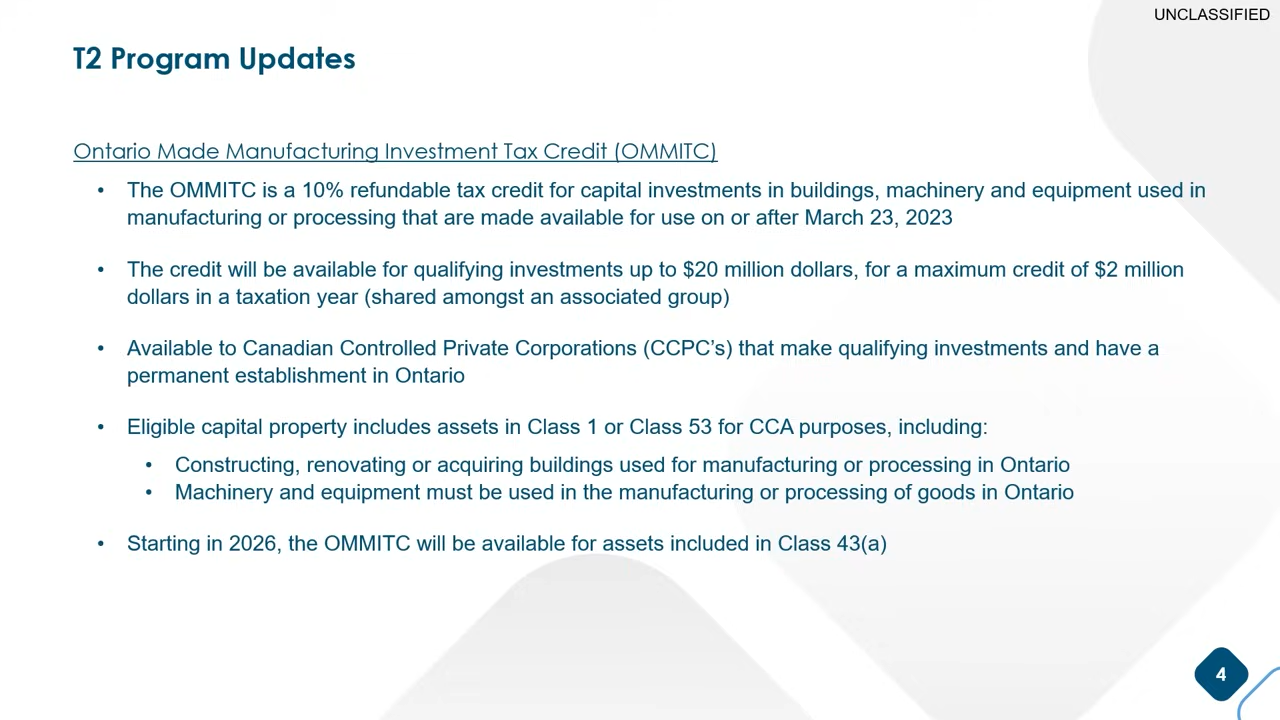 UNCLASSIFIED
T2 Program Updates
Ontario Made Manufacturing Investment Tax Credit (OMMITC)
• The OMMITC is a 10% refundable tax credit for capital investments in buildings, machinery and equipment used in
manufacturing or processing that are made available for use on or after March 23, 2023
• The credit will be available for qualifying investments up to $20 million dollars, for a maximum credit of $2 million
dollars in a taxation year (shared amongst an associated group)
• Available to Canadian Controlled Private Corporations (CCPC’s) that make qualifying investments and have a
permanent establishment in Ontario
• Eligible capital property includes assets in Class 1 or Class 53 for CCA purposes, including:
• Constructing, renovating or acquiring buildings used for manufacturing or processing in Ontario
• Machinery and equipment must be used in the manufacturing or processing of goods in Ontario
• Starting in 2026, the OMMITC will be available for assets included in Class 43(a)
4